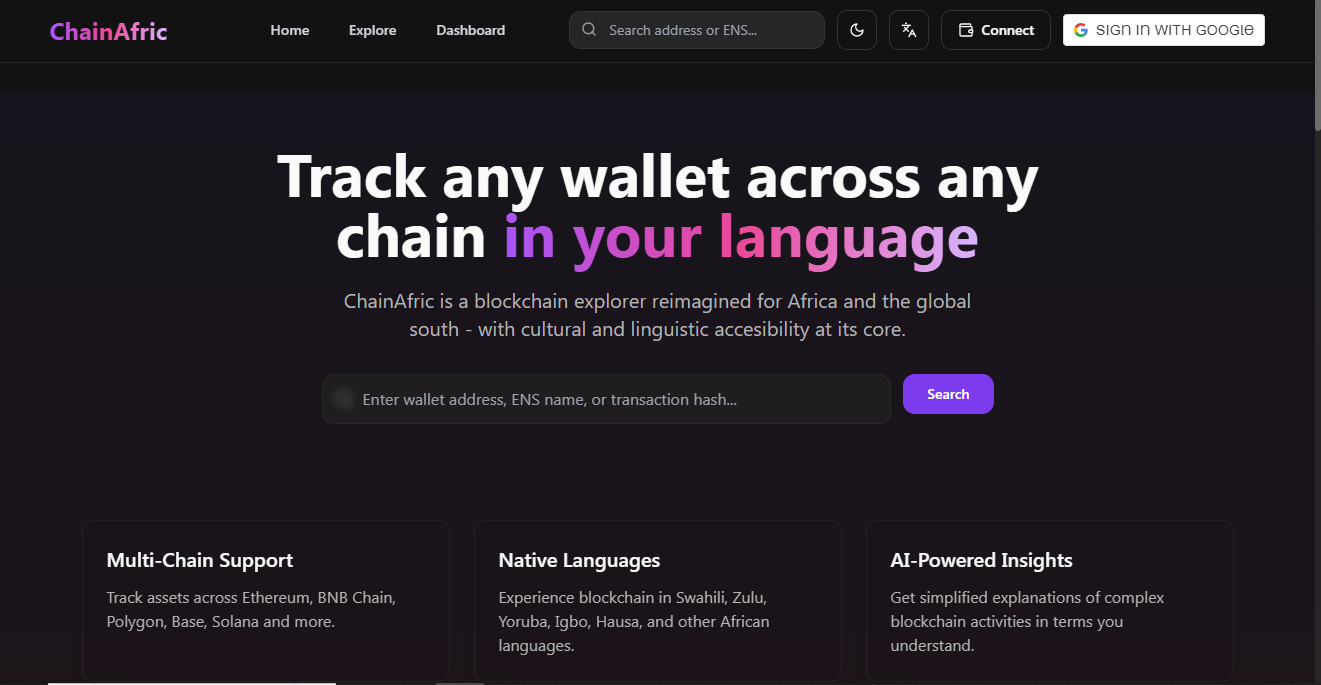 ChainAfric
Home
Explore
Dashboard
Search address or ENS...
Connect
Sign in with Google
Track any wallet across any
chain in your language
ChainAfric is a blockchain explorer reimagined for Africa and the global
south - with cultural and linguistic accesibility at its core.
Enter wallet address, ENS name, or transaction hash...
Search
Multi-Chain Support
Track assets across Ethereum, BNB Chain,
Polygon, Base, Solana and more.
Native Languages
Experience blockchain in Swahili, Zulu,
Yoruba, Igbo, Hausa, and other African
languages.
AI-Powered Insights
Get simplified explanations of complex
blockchain activities in terms you
understand.